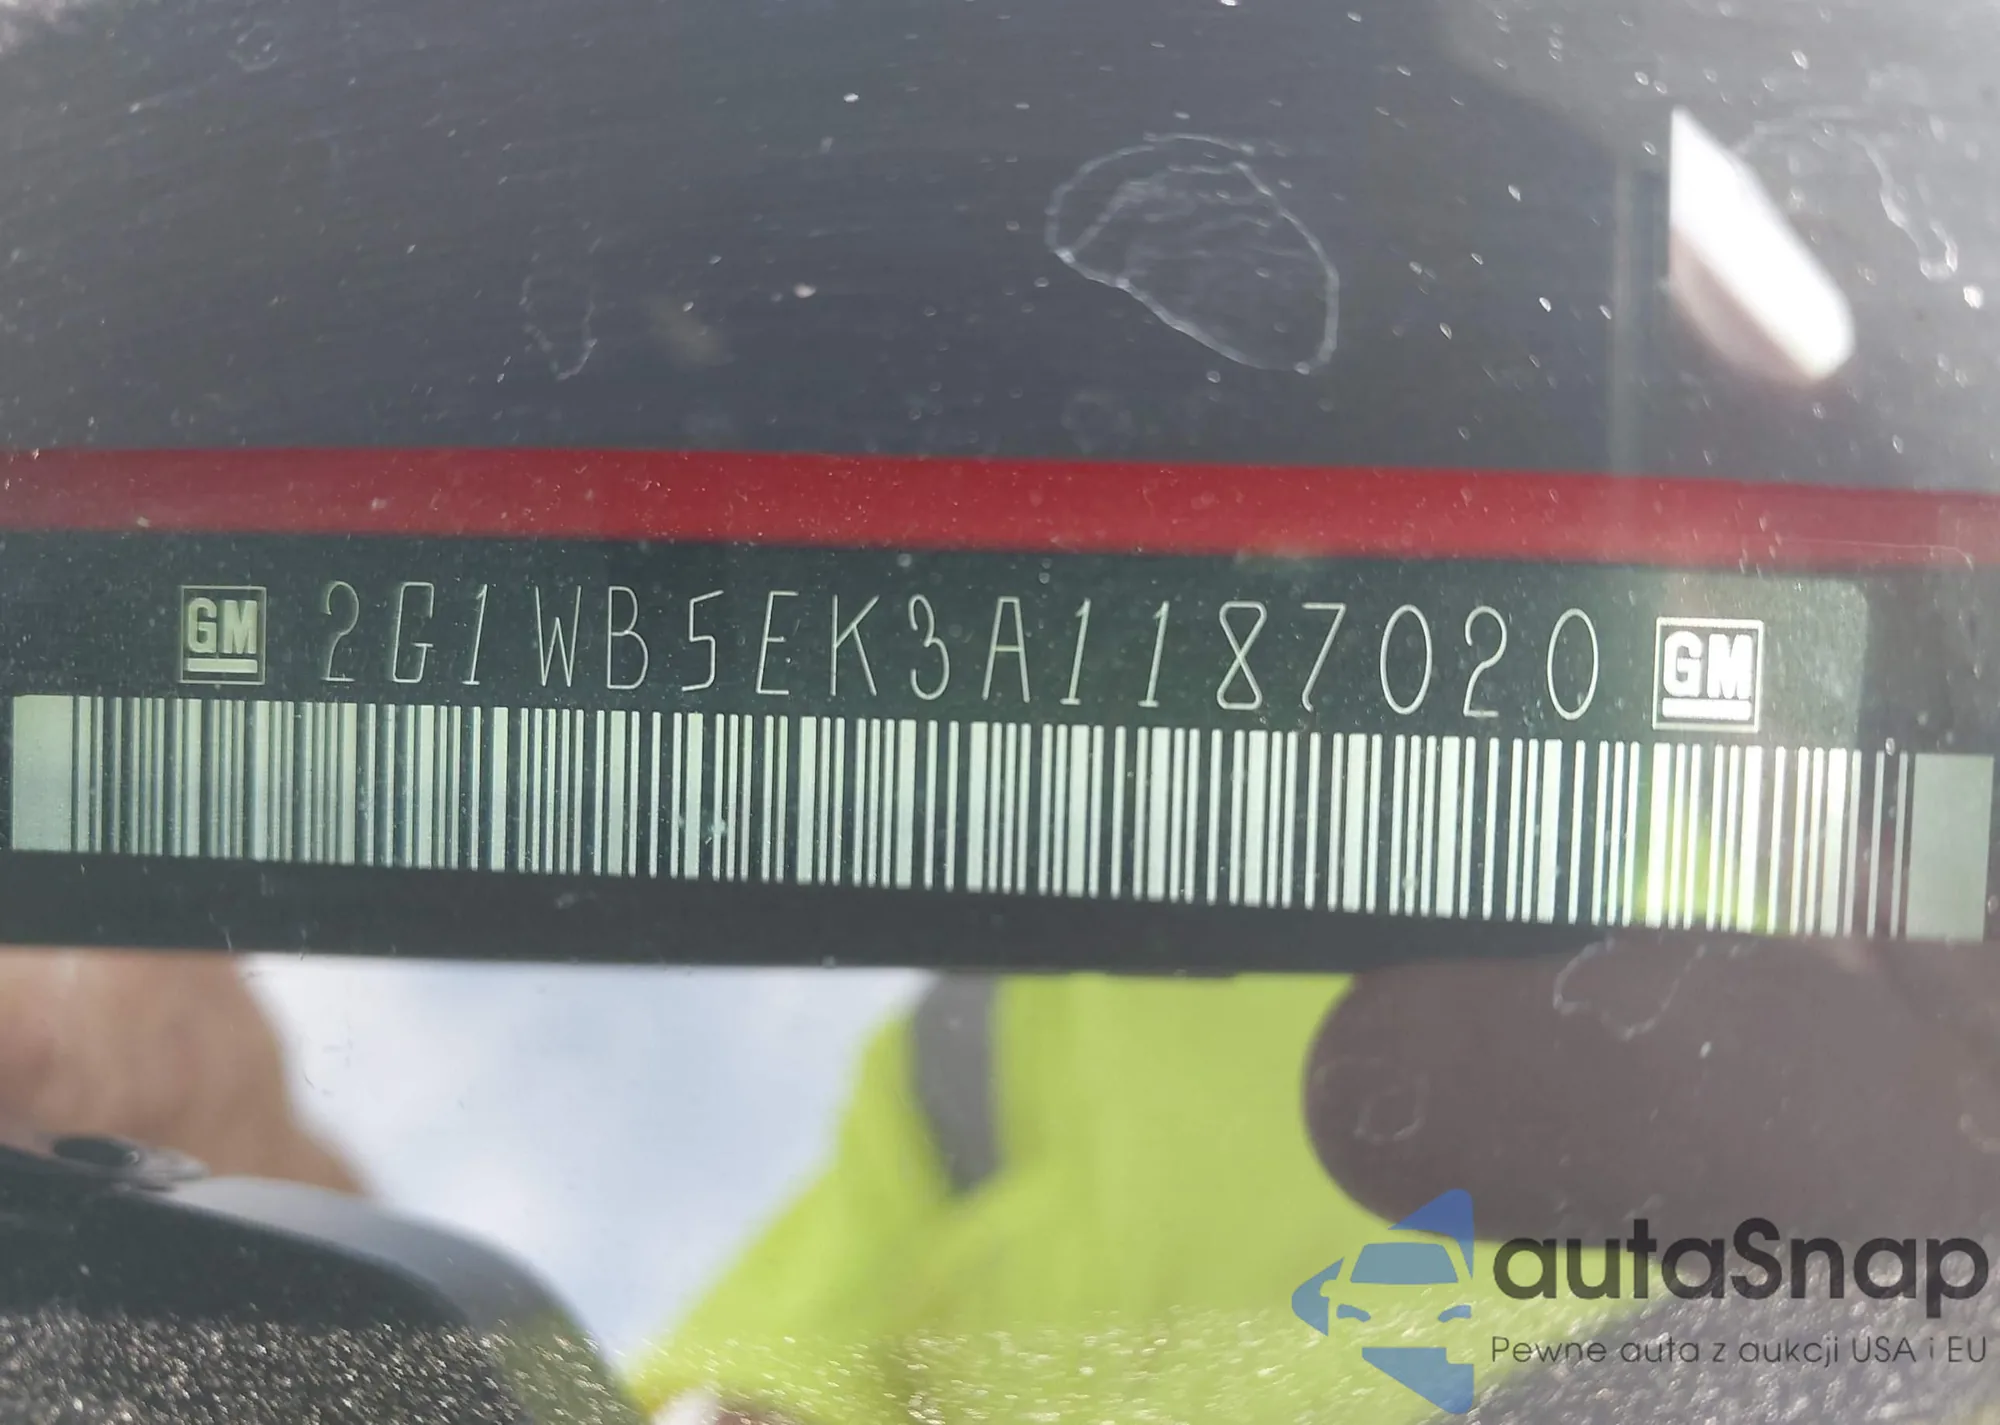 GM 2G1WB5EK3A1187020 GM
autaSnap
Pewne auta z aukcji USA i EU